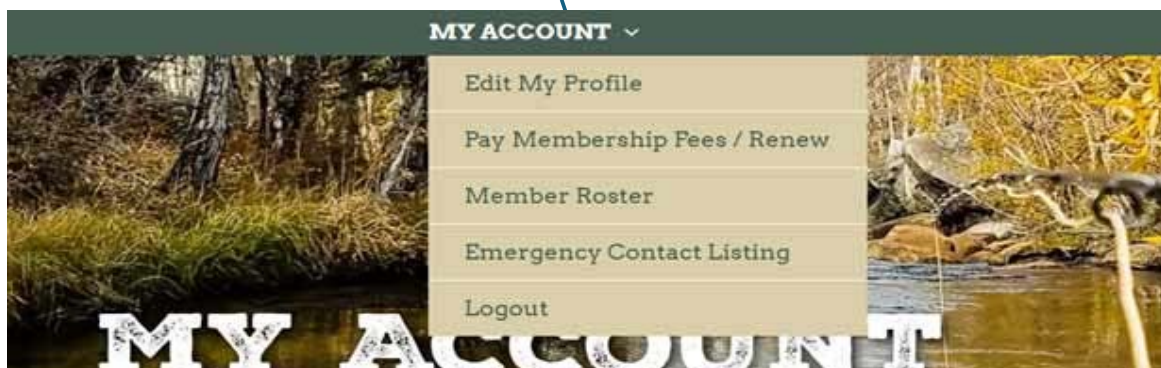 MY ACCOUNT
Edit My Profile
Pay Membership Fees / Renew
Member Roster
Emergency Contact Listing
Logout
MY ACCOUNT